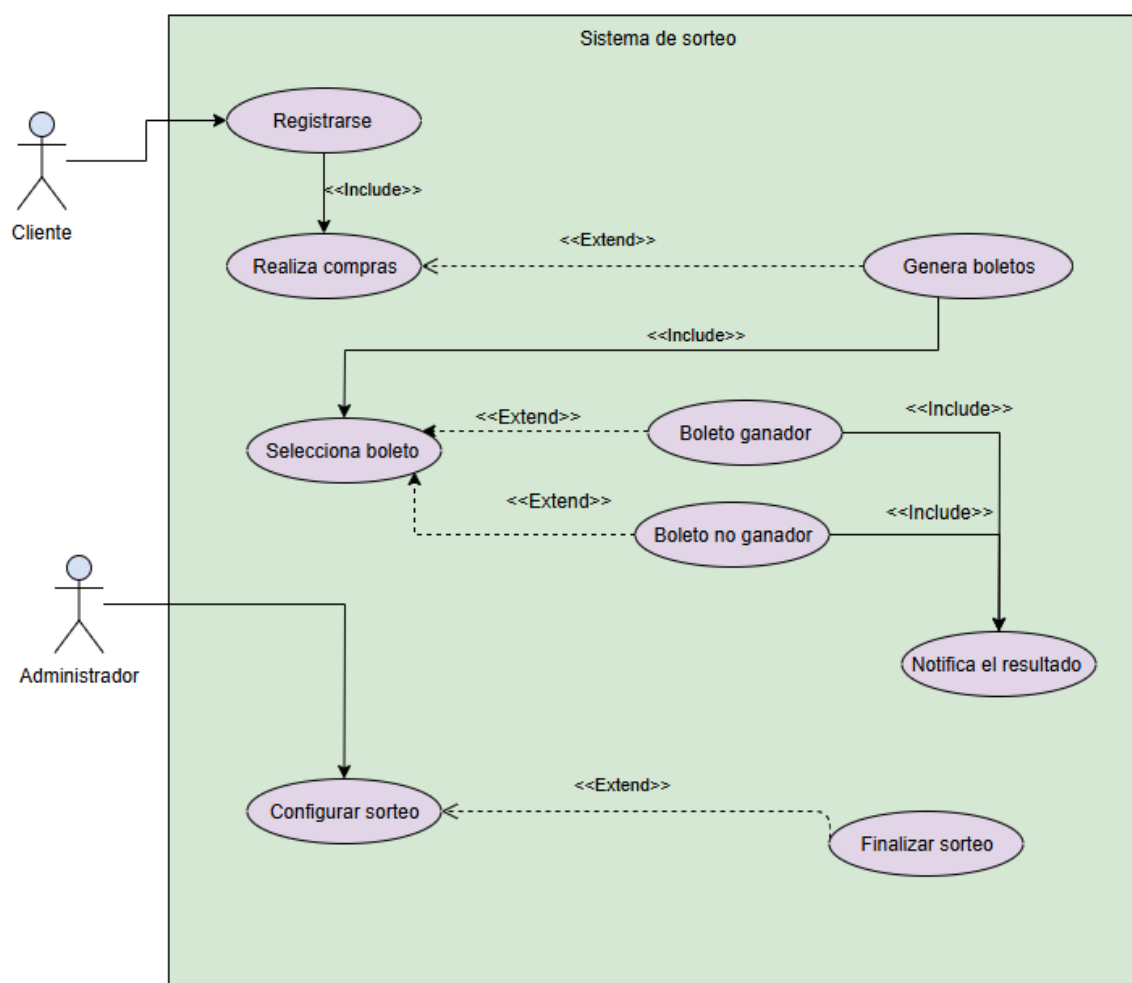 Sistema de sorteo
Registrarse
Cliente
<<Include>>
Realiza compras
<<Extend>>
Genera boletos
<<Include>>
Selecciona boleto
<<Extend>>
Boleto ganador
<<Include>>
<<Extend>>
Boleto no ganador
<<Include>>
Notifica el resultado
Administrador
Configurar sorteo
<<Extend>>
Finalizar sorteo